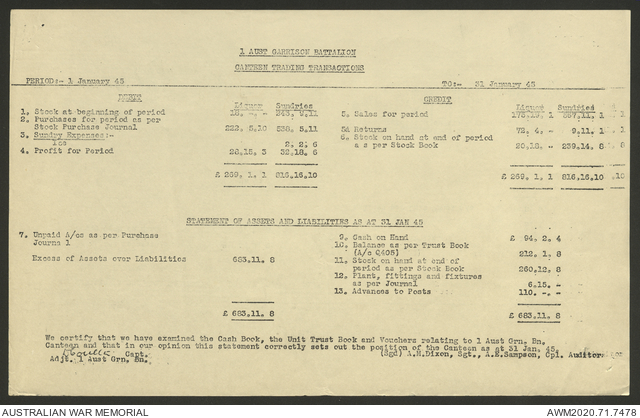 1 AUST GARRISON BATTALION
CANTEEN TRADING TRANSACTIONS
PERIOD:- 1 January 45 TO:- 31 January 45
DEBIT CREDIT
Liquor Sundries Liquor Sundries
1. Stock at beginning of period 5. Sales for period 567.11. 1
2. Purchases for period as per
Stock Purchase Journal 222. 5.10 538. 5.11 5A Returns 72. 4. - 9.11. 1
3. Sundry Expenses:- 6. Stock on hand at end of period
Ice 2. 2. 6 as per Stock Book 20.18. - 239.14. 8
4. Profit for Period 28.15. 3 32.18. 6
£ 269. 1. 1 816.16.10 £ 269. 1. 1 816.16.10 .10
STATEMENT OF ASSETS AND LIABILITIES AS AT 31 JAN 45
7. Unpaid A/cs as per Purchase 9. Cash on Hand £ 94. 2. 4
10. Balance as per Trust Book
(A/c Q405) 212. 1. 8
Excess of Assets over Liabilities 683.11. 8 11. Stock on hand at end of
period as per Stock Book 260.12. 8
12. Plant, fittings and fixtures
as per Journal 6.15. -
13. Advances to Posts 110. -. -
£ 683.11. 8 £ 683.11. 8
We certify that we have examined the Cash Book, the Unit Trust Book and Vouchers relating to 1 Aust Grn. Bn.
Canteen and that in our opinion this statement correctly sets out the position of the Canteen as at 31 Jan. 45.
Capt. (Sgd) A.H.Dixon, Sgt., A.E.Sampson, Cpl. Auditor
Adjt. 1 Aust Grn. Bn.
AUSTRALIAN WAR MEMORIAL AWM2020.71.7478